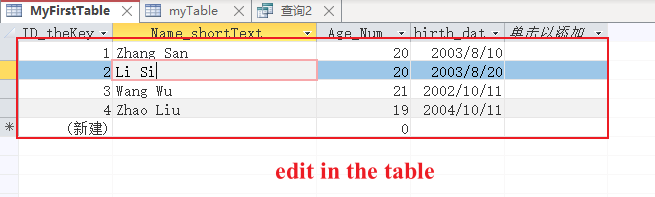 MyFirstTable myTable 查询2
ID_theKey Name_shortText Age_Num birth_dat 单击以添加
1 Zhang San 20 2003/8/10
2 Li Si 20 2003/8/20
3 Wang Wu 21 2002/10/11
4 Zhao Liu 19 2004/10/11
* (新建) 0
edit in the table